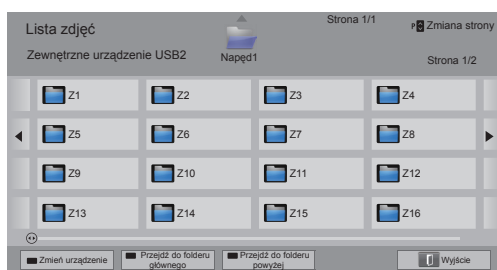 Lista zdjęć
Strona 1/1
P Zmiana strony
Zewnętrzne urządzenie USB2
Napęd1
Strona 1/2
Z1
Z2
Z3
Z4
Z5
Z6
Z7
Z8
Z9
Z10
Z11
Z12
Z13
Z14
Z15
Z16
Zmień urządzenie
Przejdź do folderu
głównego
Przejdź do folderu
powyżej
Wyjście